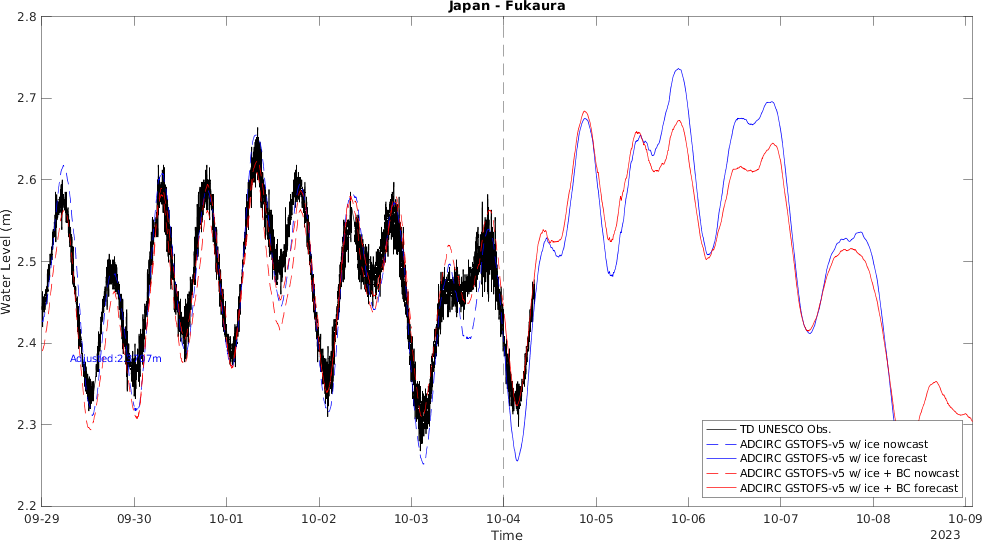 Japan - Fukaura
2.8
2.7
2.6
2.5
2.4
2.3
2.2
Water Level (m)
TD UNESCO Obs.
ADCIRC GSTOFS-v5 w/ ice nowcast
ADCIRC GSTOFS-v5 w/ ice forecast
ADCIRC GSTOFS-v5 w/ ice + BC nowcast
ADCIRC GSTOFS-v5 w/ ice + BC forecast
09-29 09-30 10-01 10-02 10-03 10-04 10-05 10-06 10-07 10-08 10-09
Time
2023